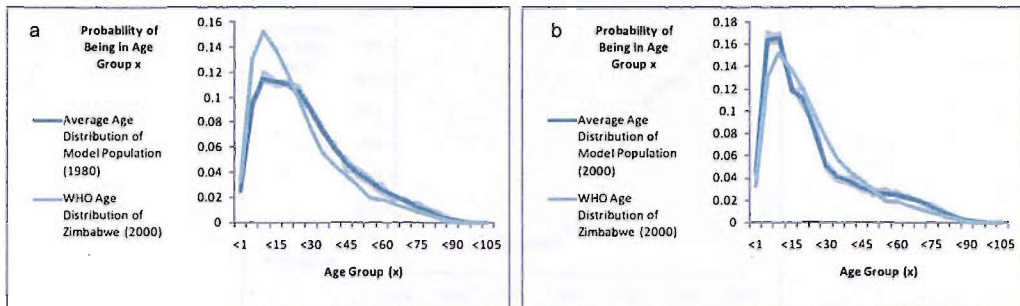 a
Probability of
Being in Age
Group x
0.16
0.14
0.12
0.1
0.08
0.06
0.04
0.02
0
Average Age
Distribution of
Model Population
(1980)
WHO Age
Distribution of
Zimbabwe (2000)
<1 <15 <30 <45 <60 <75 <90 <105
Age Group (x)
b
Probability of
Being in Age
Group x
0.18
0.16
0.14
0.12
0.1
0.08
0.06
0.04
0.02
0
Average Age
Distribution of
Model Population
(2000)
WHO Age
Distribution of
Zimbabwe (2000)
<1 <15 <30 <45 <60 <75 <90 <105
Age Group (x)